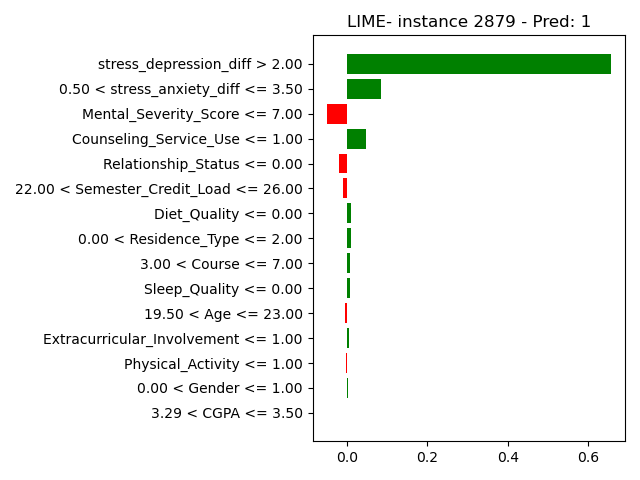 LIME- instance 2879 - Pred: 1
stress_depression_diff > 2.00
0.50 < stress_anxiety_diff <= 3.50
Mental_Severity_Score <= 7.00
Counseling_Service_Use <= 1.00
Relationship_Status <= 0.00
22.00 < Semester_Credit_Load <= 26.00
Diet_Quality <= 0.00
0.00 < Residence_Type <= 2.00
3.00 < Course <= 7.00
Sleep_Quality <= 0.00
19.50 < Age <= 23.00
Extracurricular_Involvement <= 1.00
Physical_Activity <= 1.00
0.00 < Gender <= 1.00
3.29 < CGPA <= 3.50
0.0 0.2 0.4 0.6